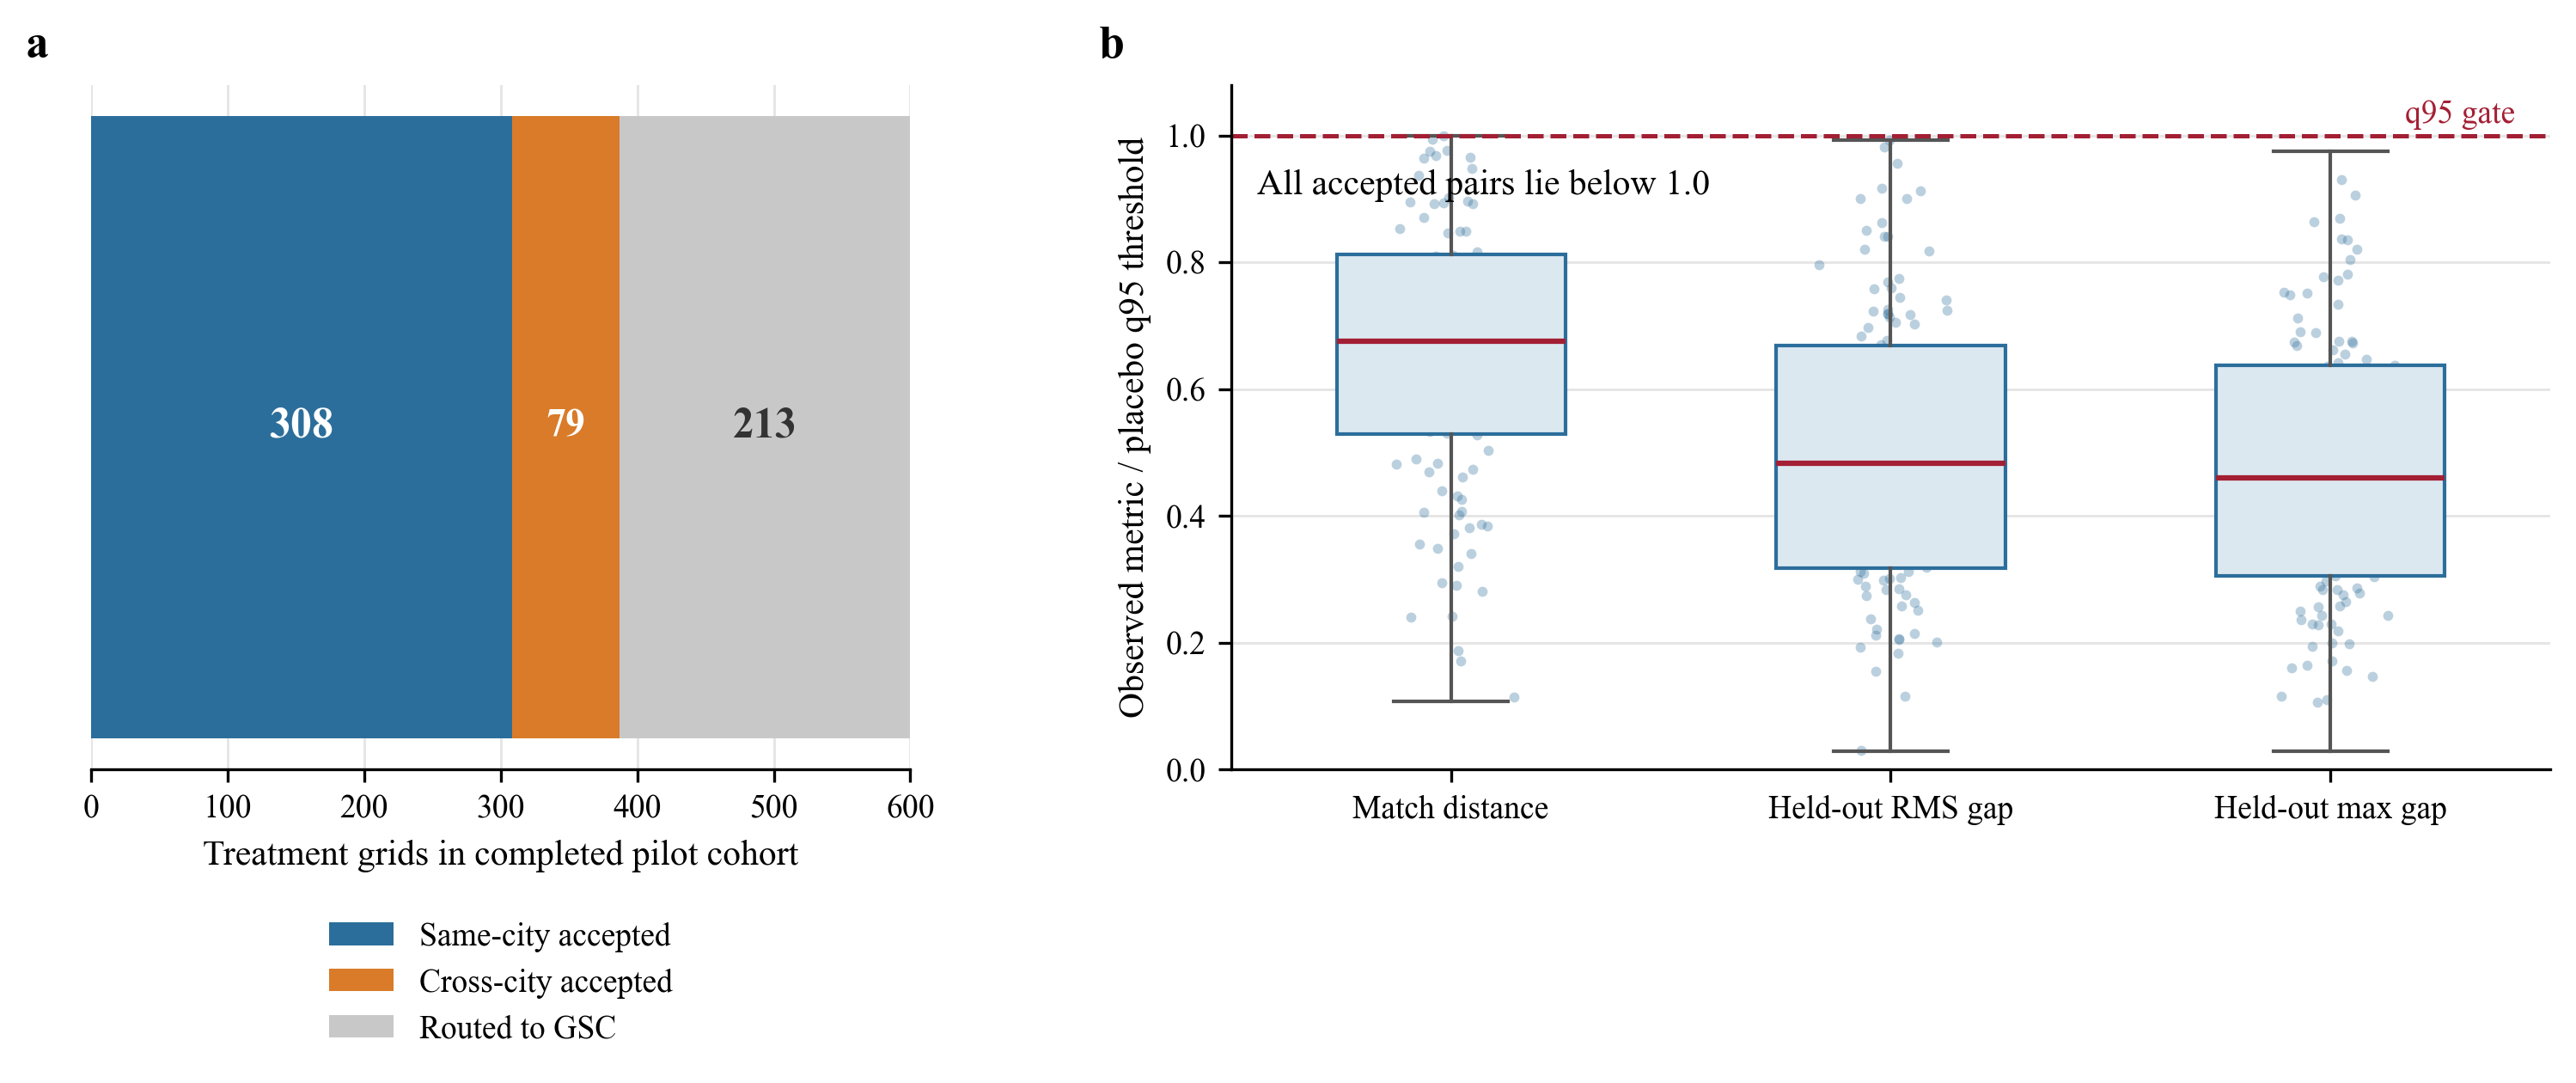 a
308
79
213
0 100 200 300 400 500 600
Treatment grids in completed pilot cohort
Same-city accepted
Cross-city accepted
Routed to GSC
b
Observed metric / placebo q95 threshold
q95 gate
1.0
All accepted pairs lie below 1.0
0.8
0.6
0.4
0.2
0.0
Match distance
Held-out RMS gap
Held-out max gap